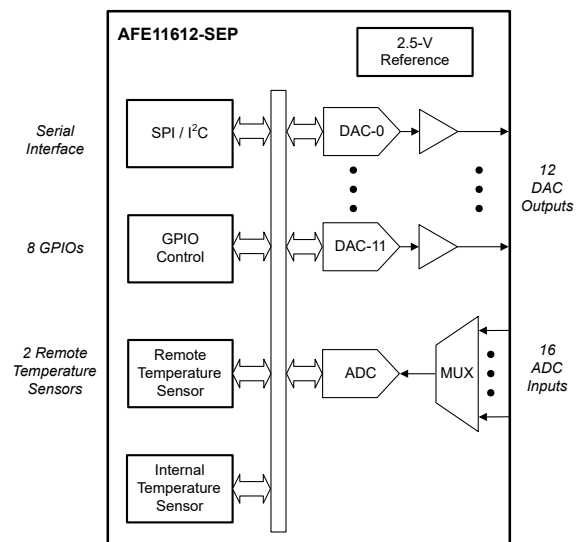 AFE11612-SEP
2.5-V
Reference
Serial
Interface
SPI / I²C
DAC-0
12
DAC
Outputs
8 GPIOs
GPIO
Control
DAC-11
2 Remote
Temperature
Sensors
Remote
Temperature
Sensor
ADC
MUX
16
ADC
Inputs
Internal
Temperature
Sensor